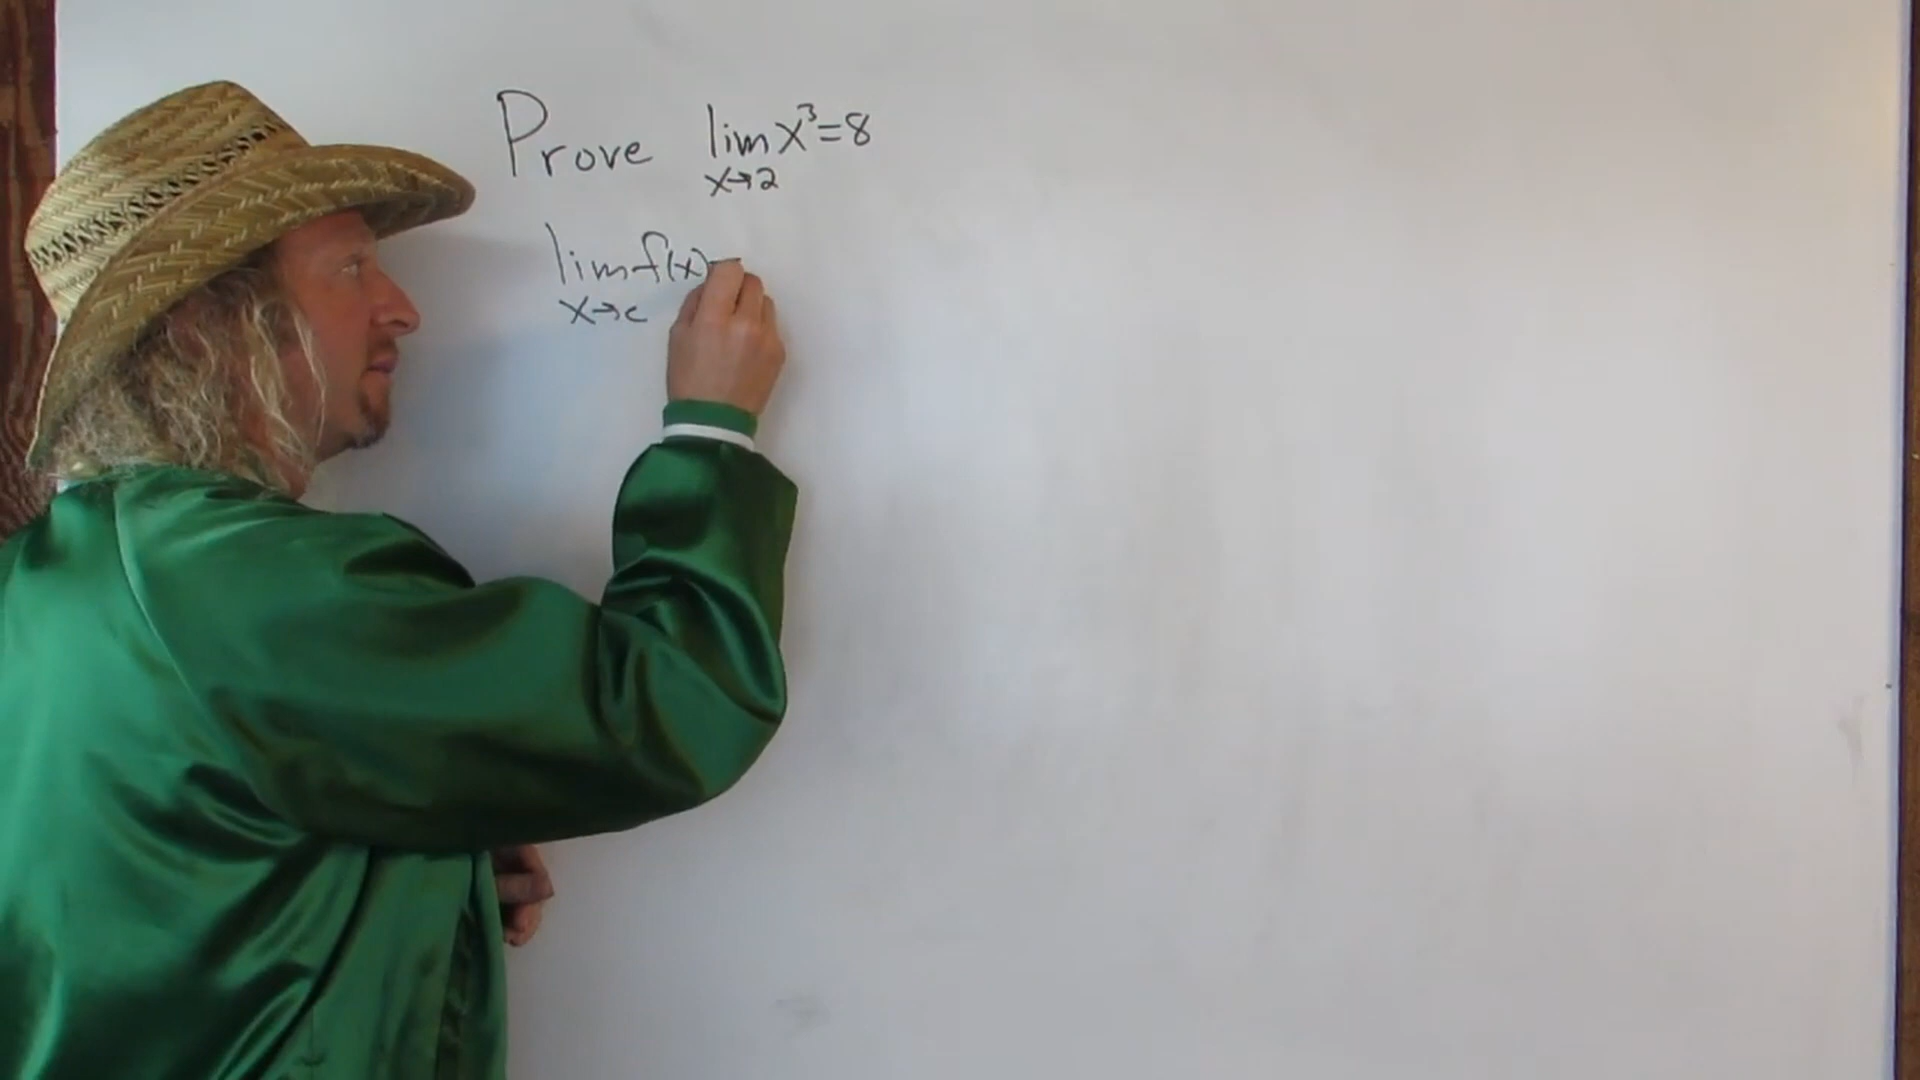 Prove lim x³=8
x→2
lim f(x)=
x→c